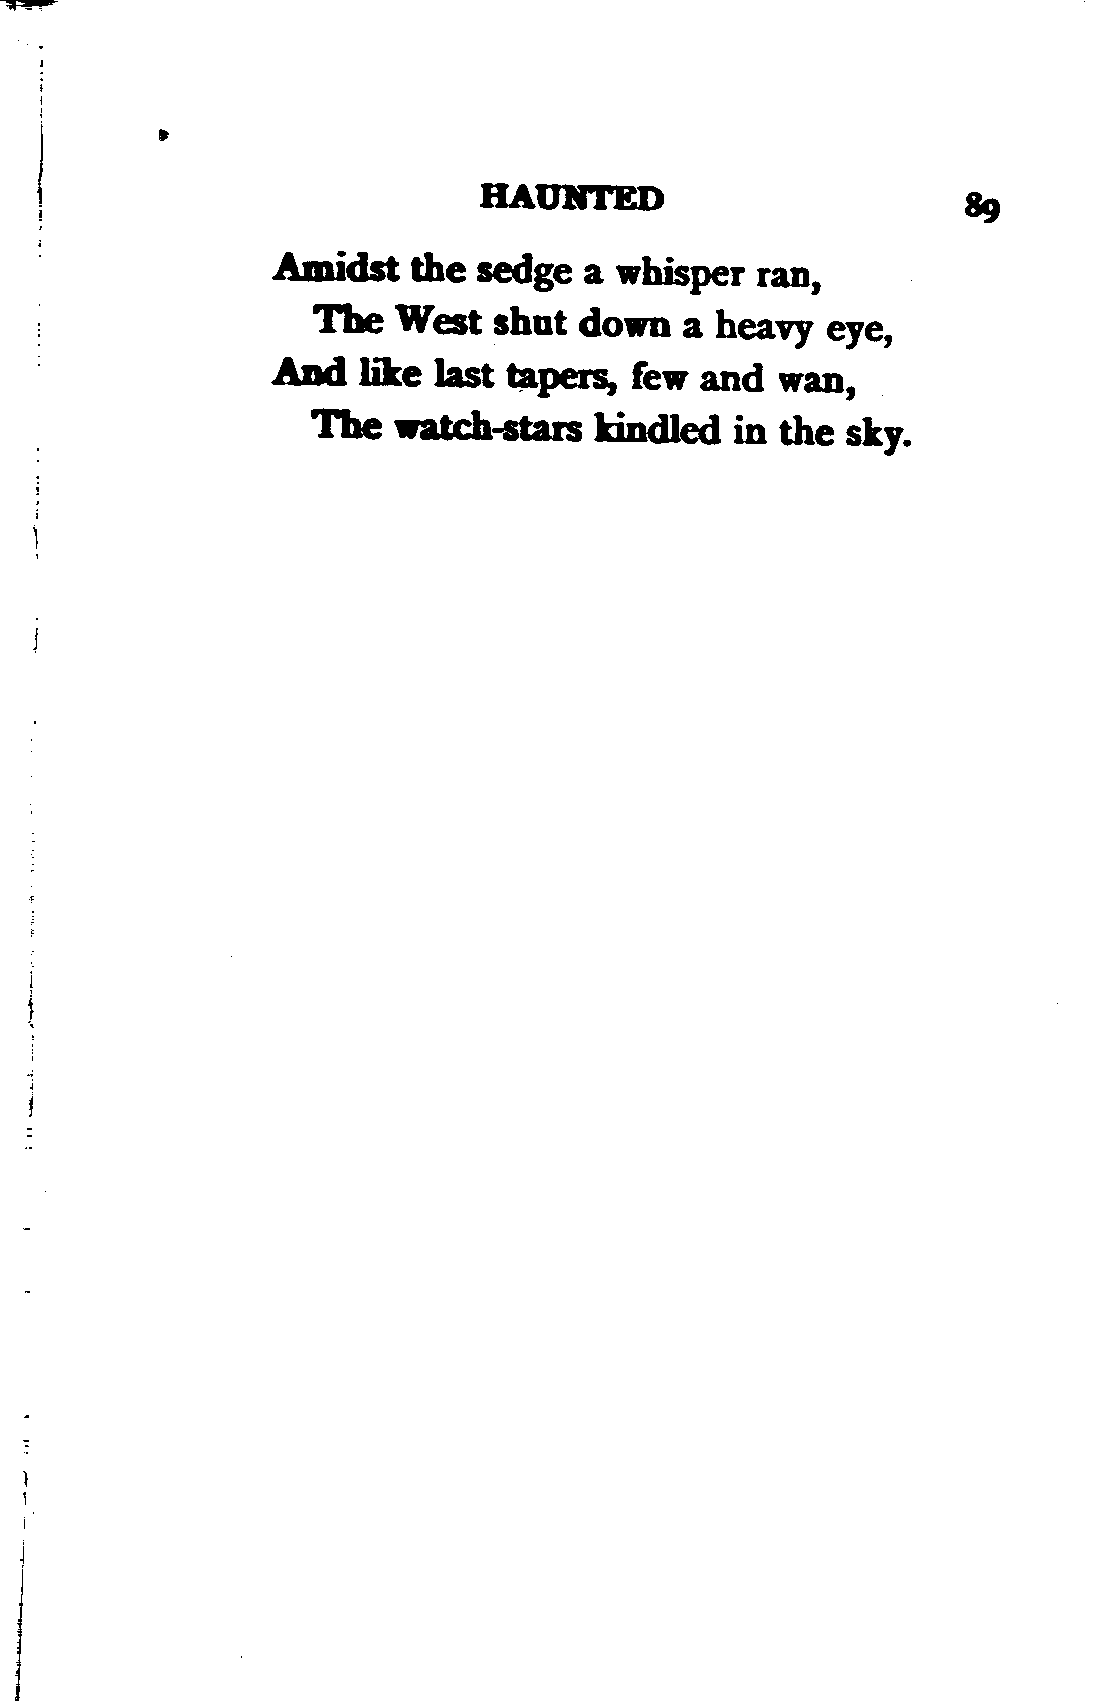 HAUNTED 89
Amidst the sedge a whisper ran,
The West shut down a heavy eye,
And like last tapers, few and wan,
The watch-stars kindled in the sky.